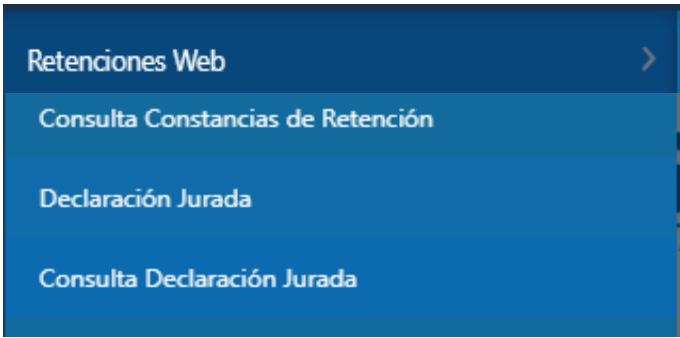 Retenciones Web
Consulta Constancias de Retención
Declaración Jurada
Consulta Declaración Jurada